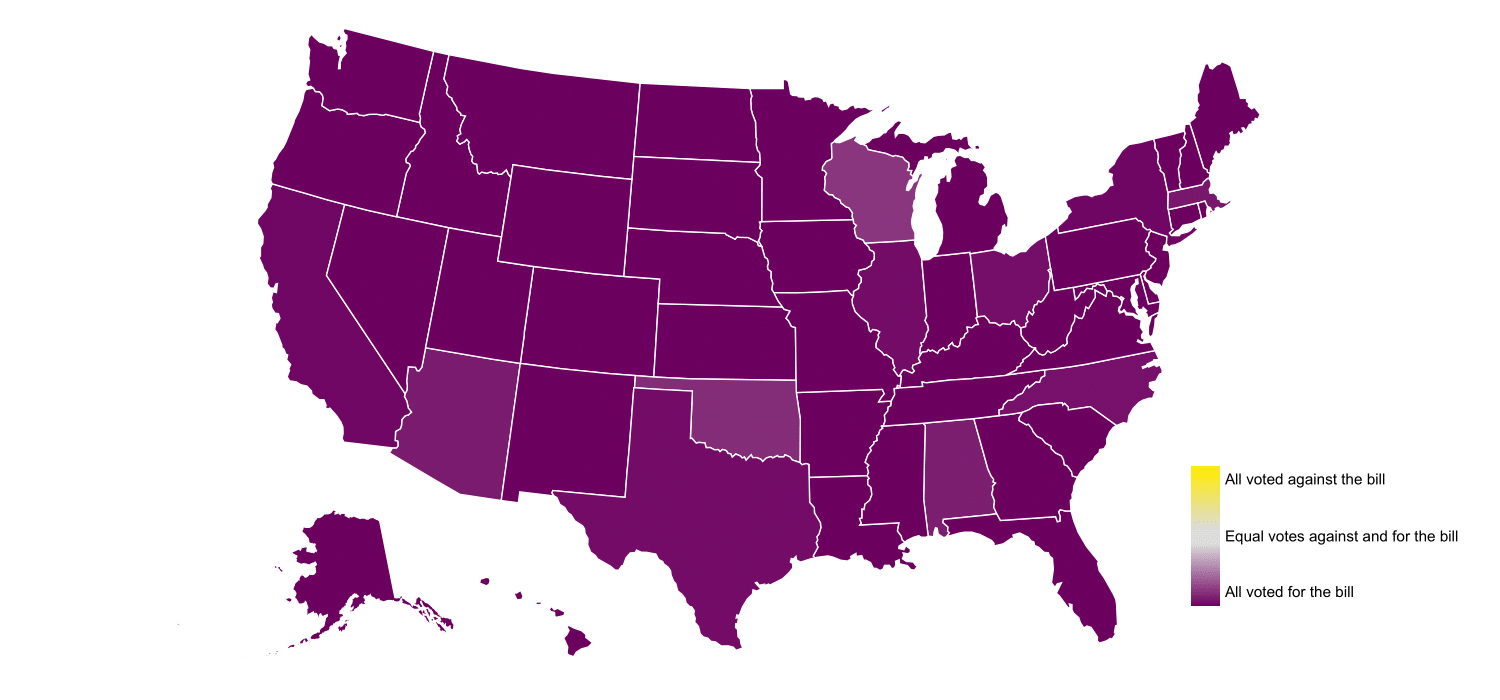 All voted against the bill
Equal votes against and for the bill
All voted for the bill